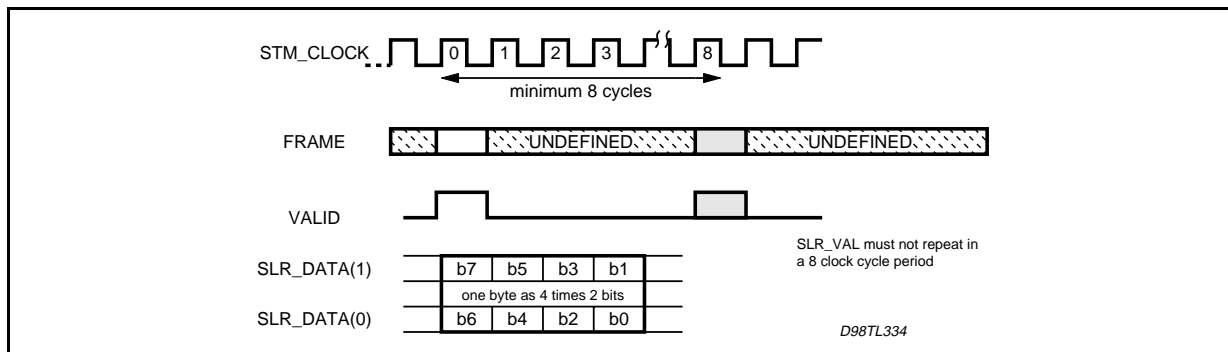 STM_CLOCK 0 1 2 3 8
minimum 8 cycles
FRAME UNDEFINED UNDEFINED
VALID
SLR_VAL must not repeat in
a 8 clock cycle period
SLR_DATA(1) b7 b5 b3 b1
one byte as 4 times 2 bits
SLR_DATA(0) b6 b4 b2 b0
D98TL334